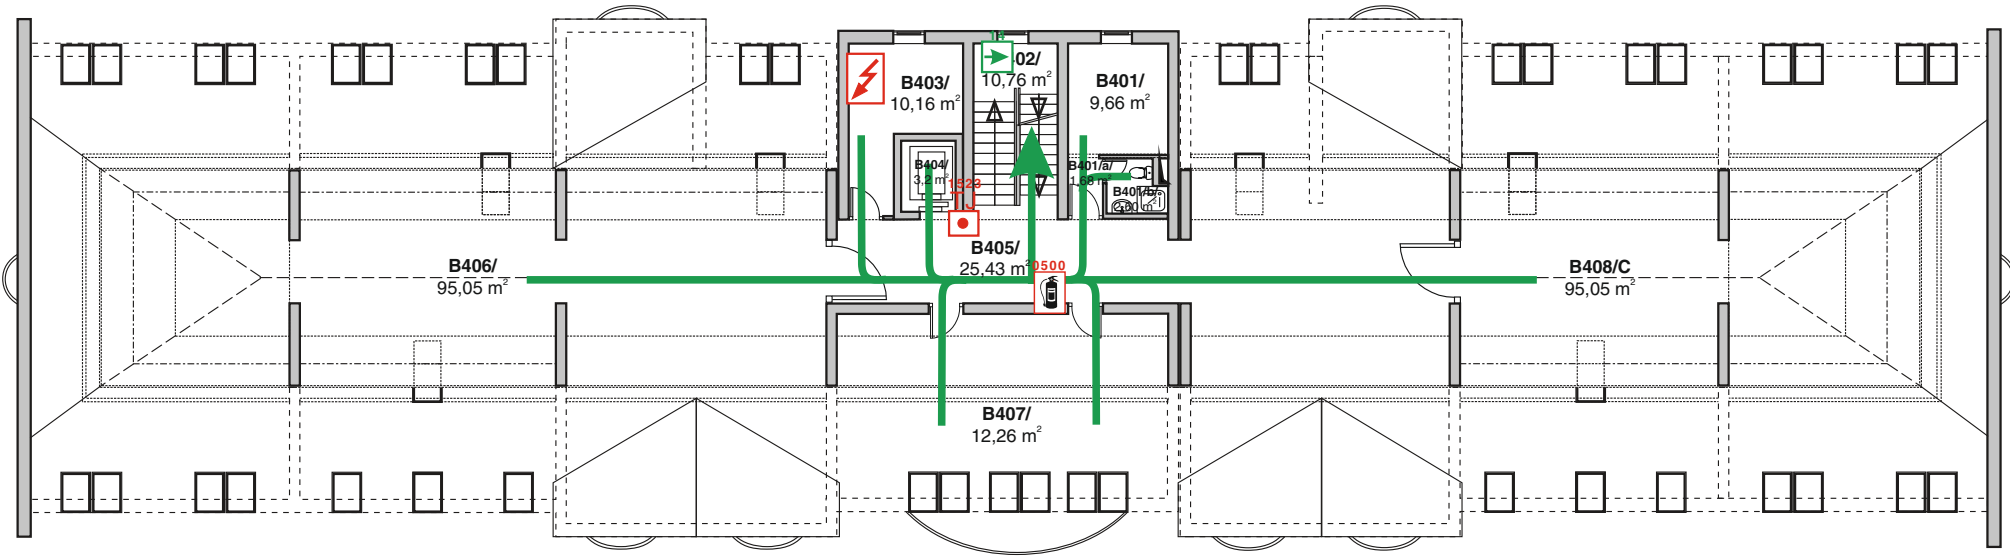 14
B403/
10,16 m²
02/
10,76 m²
B401/
9,66 m²
B404/
3,2 m²
1523
B401/a/
1,68 m²
B401/b/
B405/
25,43 m²
0500
B406/
95,05 m²
B408/C
95,05 m²
B407/
12,26 m²